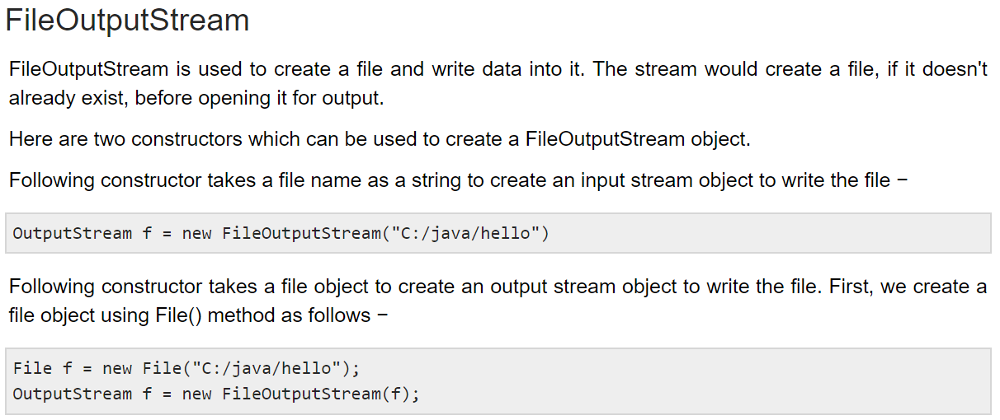 FileOutputStream
FileOutputStream is used to create a file and write data into it. The stream would create a file, if it doesn't
already exist, before opening it for output.
Here are two constructors which can be used to create a FileOutputStream object.
Following constructor takes a file name as a string to create an input stream object to write the file −
OutputStream f = new FileOutputStream("C:/java/hello")
Following constructor takes a file object to create an output stream object to write the file. First, we create a
file object using File() method as follows −
File f = new File("C:/java/hello");
OutputStream f = new FileOutputStream(f);